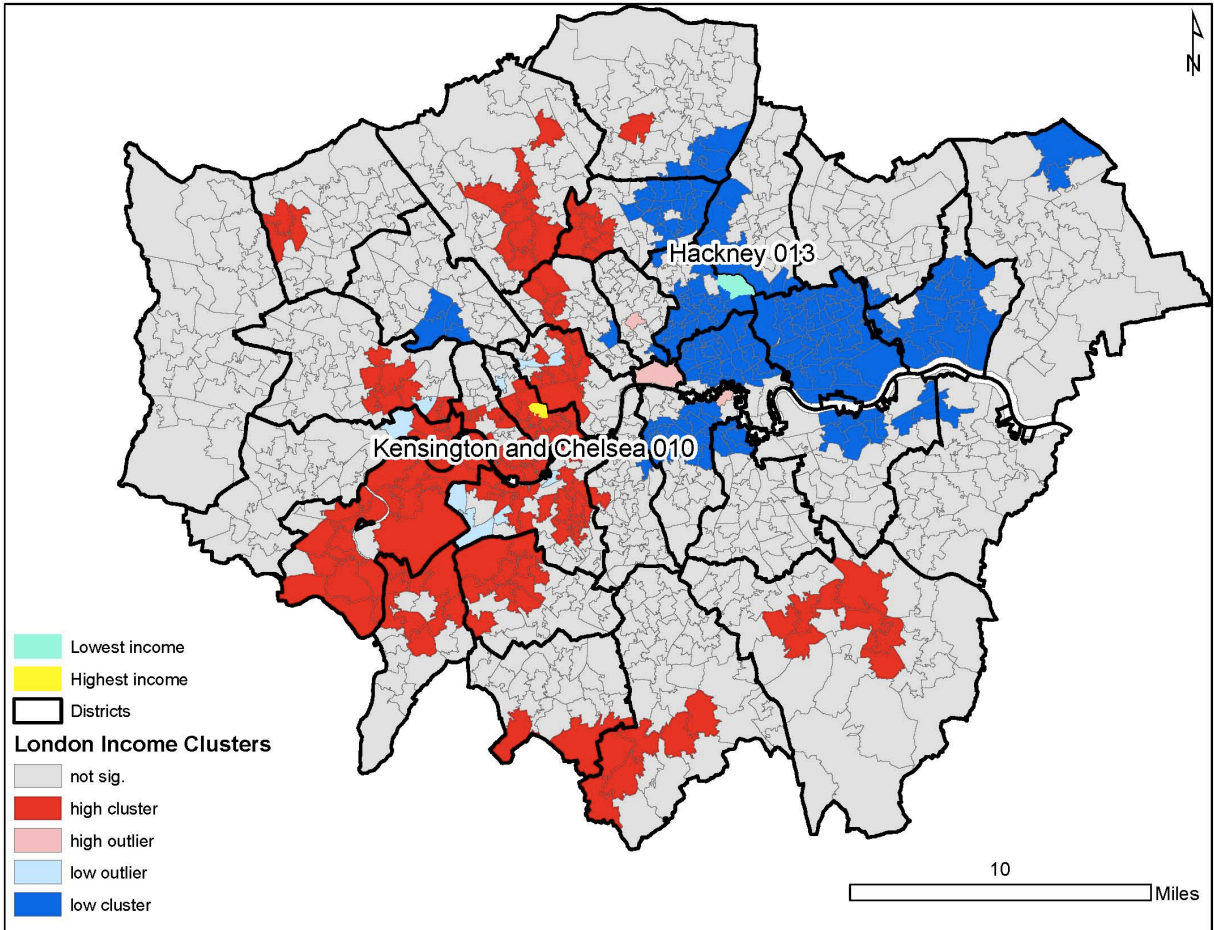 N
Hackney 013
Kensington and Chelsea 010
Lowest income
Highest income
Districts
London Income Clusters
not sig.
high cluster
high outlier
low outlier
low cluster
10
Miles